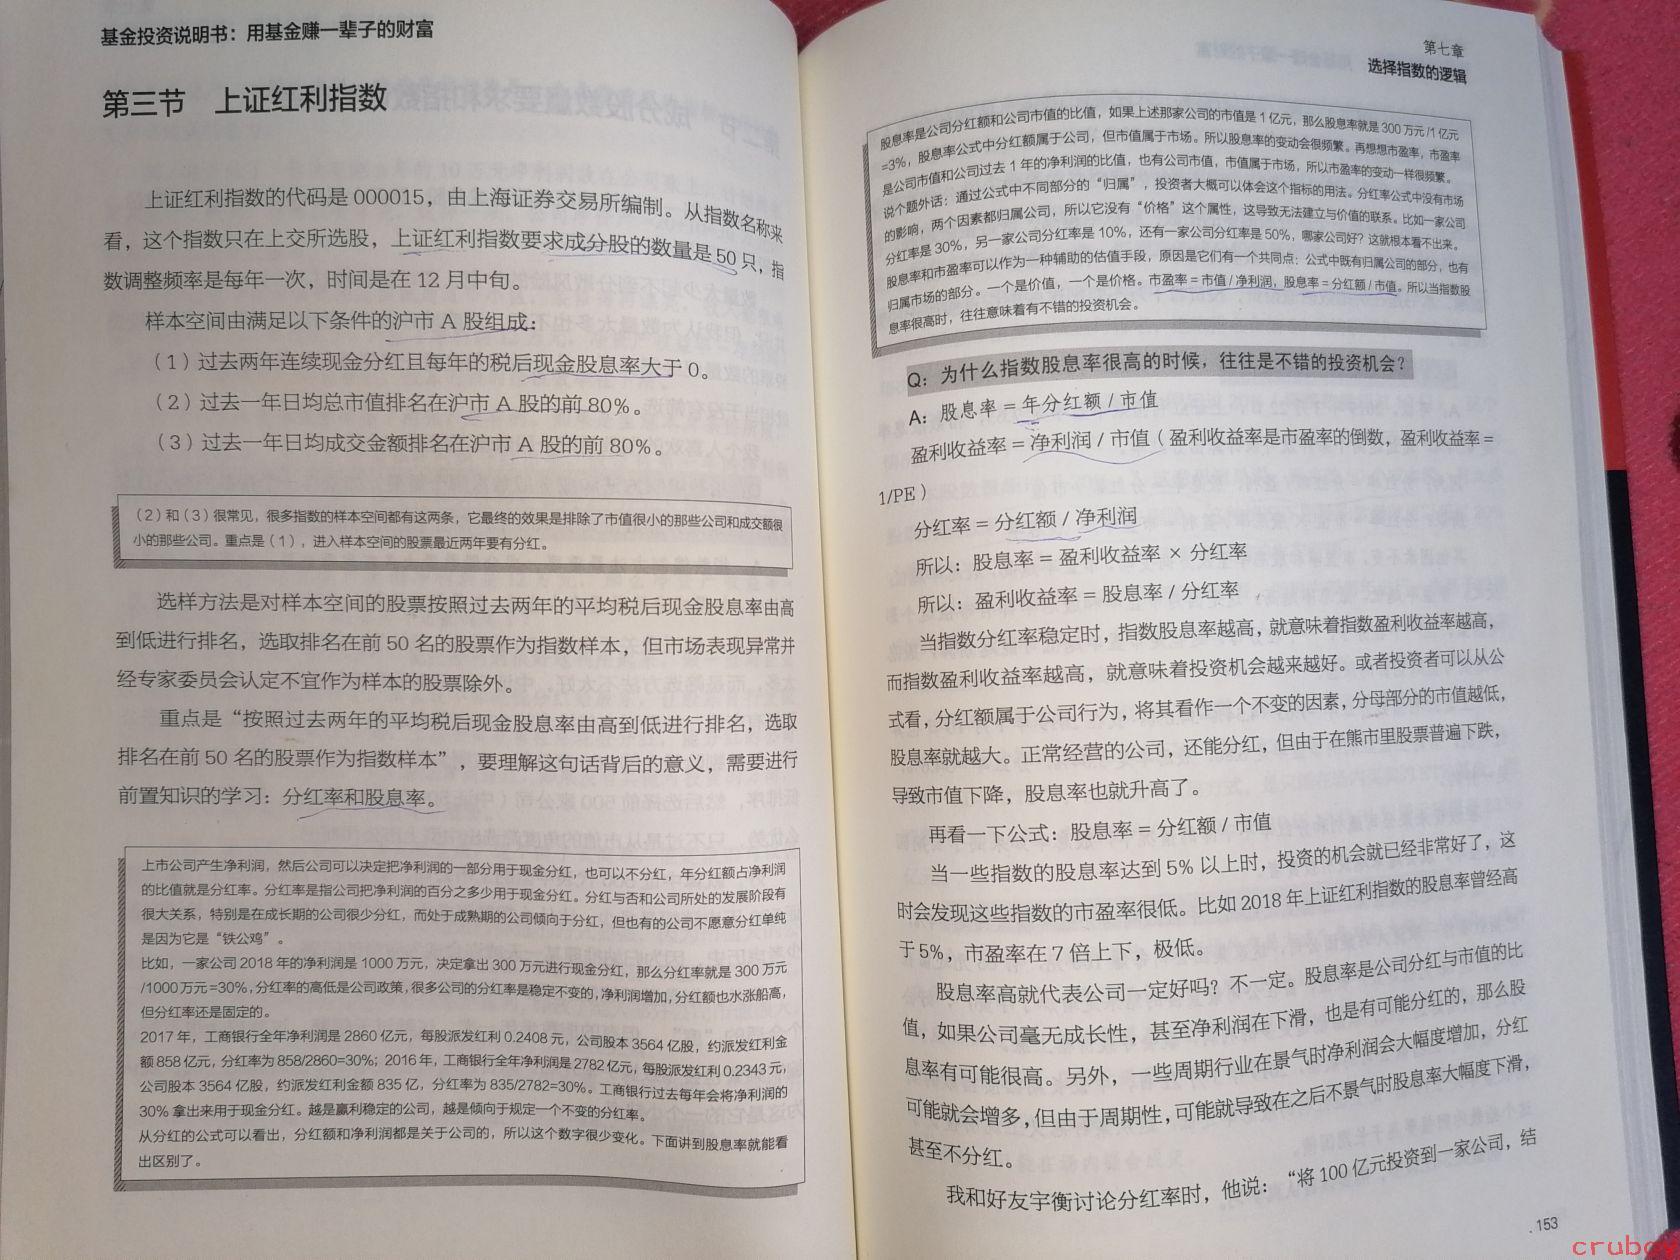 基金投资说明书：用基金赚一辈子的财富
第三节　上证红利指数
上证红利指数的代码是 000015，由上海证券交易所编制。从指数名称来
看，这个指数只在上交所选股，上证红利指数要求成分股的数量是 50 只，指
数调整频率是每年一次，时间是在 12 月中旬。
样本空间由满足以下条件的沪市 A 股组成：
（1）过去两年连续现金分红且每年的税后现金股息率大于 0。
（2）过去一年日均总市值排名在沪市 A 股的前 80%。
（3）过去一年日均成交金额排名在沪市 A 股的前 80%。
（2）和（3）很常见，很多指数的样本空间都有这两条，它最终的效果是排除了市值很小的那些公司和成交额很
小的那些公司。重点是（1），进入样本空间的股票最近两年要有分红。
选样方法是对样本空间的股票按照过去两年的平均税后现金股息率由高
到低进行排名，选取排名在前 50 名的股票作为指数样本，但市场表现异常并
经专家委员会认定不宜作为样本的股票除外。
重点是“按照过去两年的平均税后现金股息率由高到低进行排名，选取
排名在前 50 名的股票作为指数样本”，要理解这句话背后的意义，需要进行
前置知识的学习：分红率和股息率。
上市公司产生净利润，然后公司可以决定把净利润的一部分用于现金分红，也可以不分红，年分红额占净利润
的比值就是分红率。分红率是指公司把净利润的百分之多少用于现金分红。分红与否和公司所处的发展阶段有
很大关系，特别是在成长期的公司很少分红，而处于成熟期的公司倾向于分红，但也有的公司不愿意分红单纯
是因为它是“铁公鸡”。
比如，一家公司 2018 年的净利润是 1000 万元，决定拿出 300 万元进行现金分红，那么分红率就是 300 万元
/1000 万元 =30%，分红率的高低是公司政策，很多公司的分红率是稳定不变的，净利润增加，分红额也水涨船高，
但分红率还是固定的。
2017 年，工商银行全年净利润是 2860 亿元，每股派发红利 0.2408 元，公司股本 3564 亿股，约派发红利金
额 858 亿元，分红率为 858/2860=30%；2016 年，工商银行全年净利润是 2782 亿元，每股派发红利 0.2343 元，
公司股本 3564 亿股，约派发红利金额 835 亿，分红率为 835/2782=30%。工商银行过去每年会将净利润的
30% 拿出来用于现金分红。越是赢利稳定的公司，越是倾向于规定一个不变的分红率。
从分红的公式可以看出，分红额和净利润都是关于公司的，所以这个数字很少变化。下面讲到股息率就能看
出区别了。
第七章
选择指数的逻辑
股息率是公司分红额和公司市值的比值，如果上述那家公司的市值是 1 亿元，那么股息率就是 300 万元 /1 亿元
=3%，股息率公式中分红额属于公司，但市值属于市场。所以股息率的变动会很频繁。再想想市盈率，市盈率
是公司市值和公司过去 1 年的净利润的比值，也有公司市值，市值属于市场，所以市盈率的变动一样很频繁。
说个题外话：通过公式中不同部分的“归属”，投资者大概可以体会这个指标的用法。分红率公式中没有市场
的影响，两个因素都归属公司，所以它没有“价格”这个属性，这导致无法建立与价值的联系。比如一家公司
分红率是 30%，另一家公司分红率是 10%，还有一家公司分红率是 50%，哪家公司好？这就根本看不出来。
股息率和市盈率可以作为一种辅助的估值手段，原因是它们有一个共同点：公式中既有归属公司的部分，也有
归属市场的部分。一个是价值，一个是价格。市盈率 = 市值 / 净利润，股息率 = 分红额 / 市值。所以当指数股
息率很高时，往往意味着有不错的投资机会。
Q：为什么指数股息率很高的时候，往往是不错的投资机会？
A：股息率 = 年分红额 / 市值
盈利收益率 = 净利润 / 市值（盈利收益率是市盈率的倒数，盈利收益率 =
1/PE）
分红率 = 分红额 / 净利润
所以：股息率 = 盈利收益率 × 分红率
所以：盈利收益率 = 股息率 / 分红率
当指数分红率稳定时，指数股息率越高，就意味着指数盈利收益率越高，
而指数盈利收益率越高，就意味着投资机会越来越好。或者投资者可以从公
式看，分红额属于公司行为，将其看作一个不变的因素，分母部分的市值越低，
股息率就越大。正常经营的公司，还能分红，但由于在熊市里股票普遍下跌，
导致市值下降，股息率也就升高了。
再看一下公式：股息率 = 分红额 / 市值
当一些指数的股息率达到 5% 以上时，投资的机会就已经非常好了，这
时会发现这些指数的市盈率很低。比如 2018 年上证红利指数的股息率曾经高
于 5%，市盈率在 7 倍上下，极低。
股息率高就代表公司一定好吗？不一定。股息率是公司分红与市值的比
值，如果公司毫无成长性，甚至净利润在下滑，也是有可能分红的，那么股
息率有可能很高。另外，一些周期行业在景气时净利润会大幅度增加，分红
可能就会增多，但由于周期性，可能就导致在之后不景气时股息率大幅度下滑，
甚至不分红。
我和好友宇衡讨论分红率时，他说：“将 100 亿元投资到一家公司，结
153